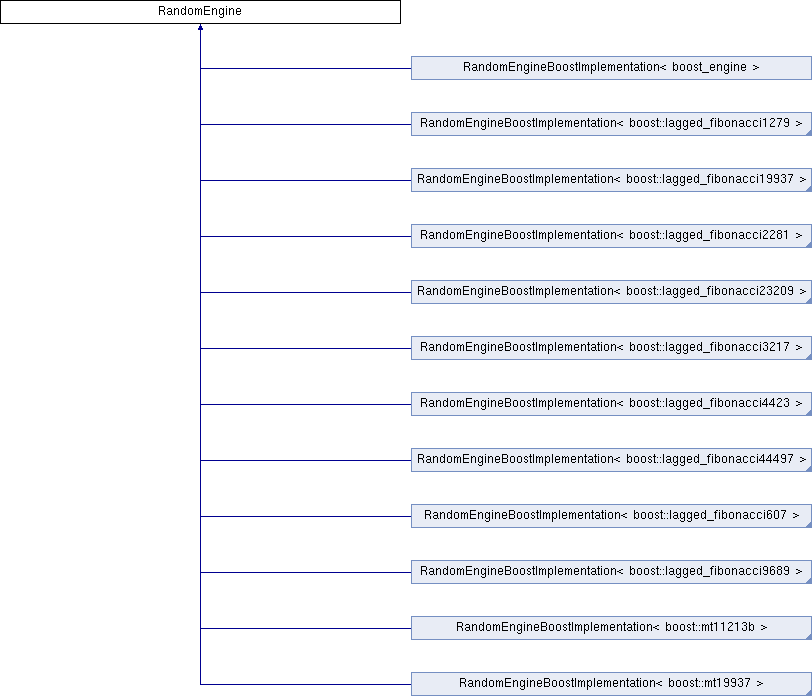 RandomEngine
RandomEngineBoostImplementation< boost_engine >
RandomEngineBoostImplementation< boost::lagged_fibonacci1279 >
RandomEngineBoostImplementation< boost::lagged_fibonacci19937 >
RandomEngineBoostImplementation< boost::lagged_fibonacci2281 >
RandomEngineBoostImplementation< boost::lagged_fibonacci23209 >
RandomEngineBoostImplementation< boost::lagged_fibonacci3217 >
RandomEngineBoostImplementation< boost::lagged_fibonacci4423 >
RandomEngineBoostImplementation< boost::lagged_fibonacci44497 >
RandomEngineBoostImplementation< boost::lagged_fibonacci607 >
RandomEngineBoostImplementation< boost::lagged_fibonacci9689 >
RandomEngineBoostImplementation< boost::mt11213b >
RandomEngineBoostImplementation< boost::mt19937 >